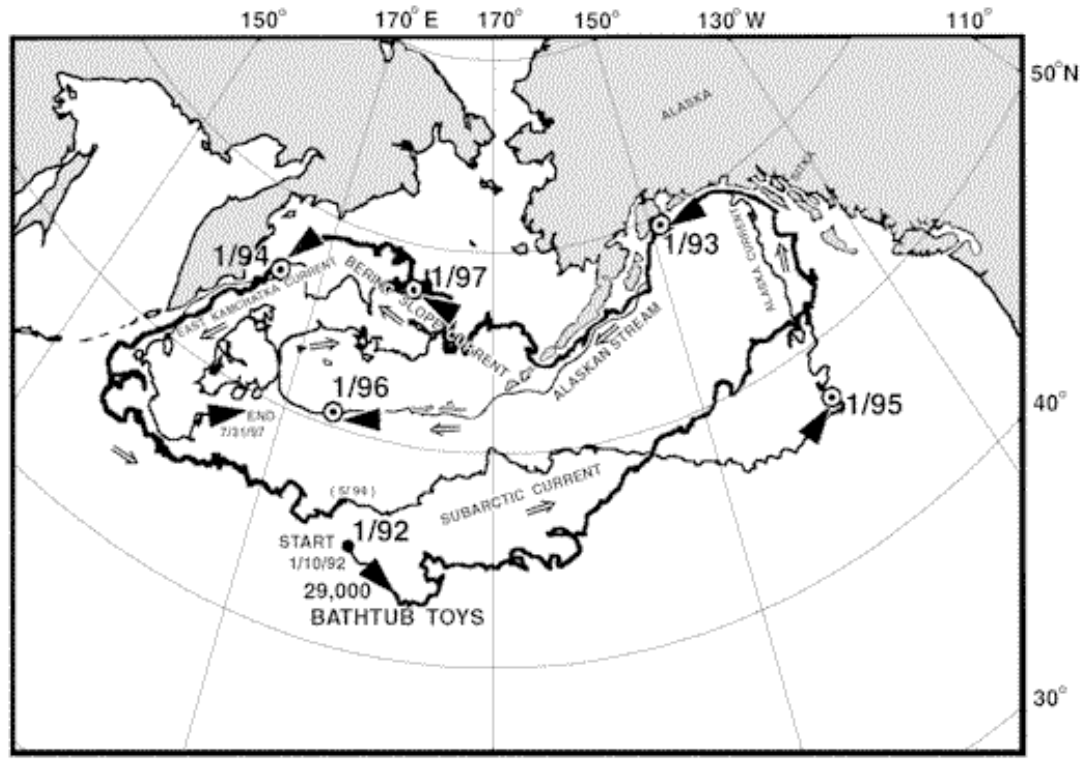 150° 170° E 170° 150° 130° W 110°
50°N
ALASKA
SITKA
1/93
ALASKA CURRENT
1/94
1/97
BERING SLOPE CURRENT
EAST KAMCHATKA CURRENT
ALASKAN STREAM
1/96
1/95
40°
END
7/31/97
(5/94)
SUBARCTIC CURRENT
1/92
START
1/10/92
29,000
BATHTUB TOYS
30°